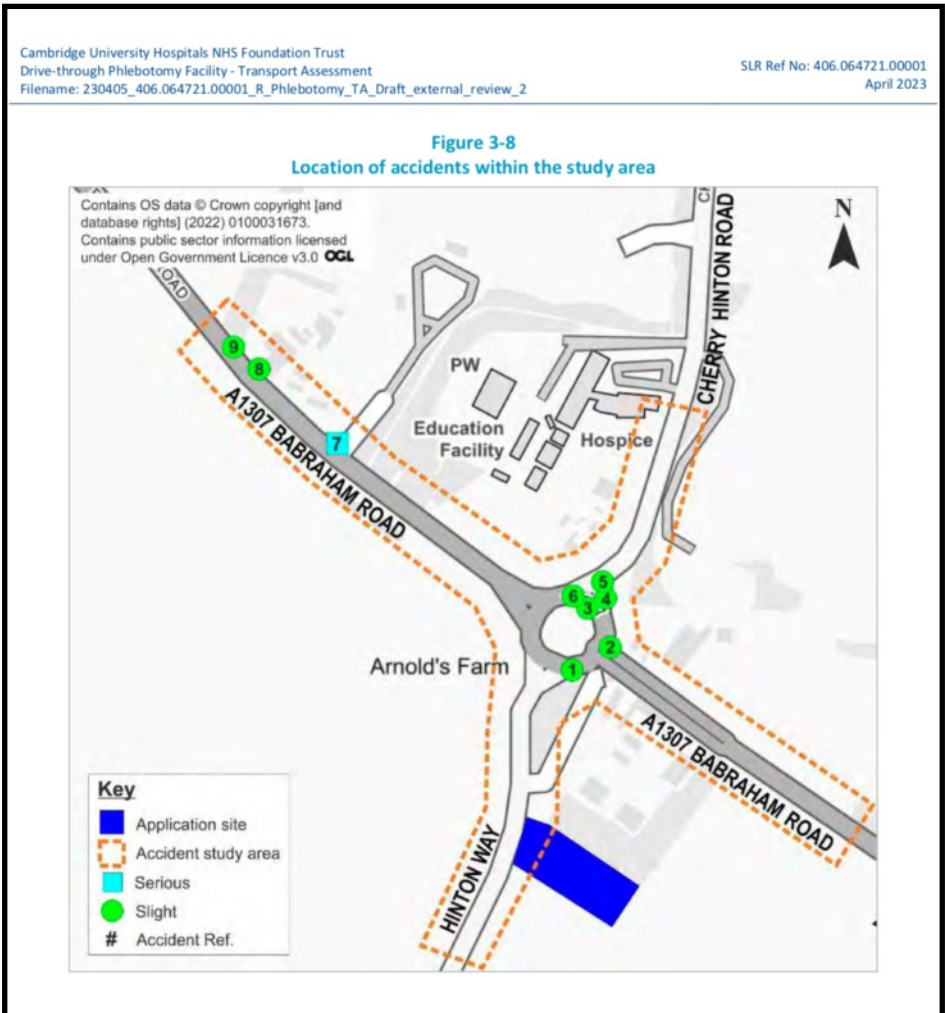 Cambridge University Hospitals NHS Foundation Trust
Drive-through Phlebotomy Facility - Transport Assessment
Filename: 230405_406.064721.00001_R_Phlebotomy_TA_Draft_external_review_2
SLR Ref No: 406.064721.00001
April 2023
Figure 3-8
Location of accidents within the study area
Contains OS data © Crown copyright [and
database rights] (2022) 0100031673.
Contains public sector information licensed
under Open Government Licence v3.0 OGL
N
ROAD
CHERRY HINTON ROAD
9
8
7
PW
Education
Facility
Hospice
A1307 BABRAHAM ROAD
5
6
4
3
2
1
Arnold's Farm
A1307 BABRAHAM ROAD
HINTON WAY
Key
Application site
Accident study area
Serious
Slight
# Accident Ref.